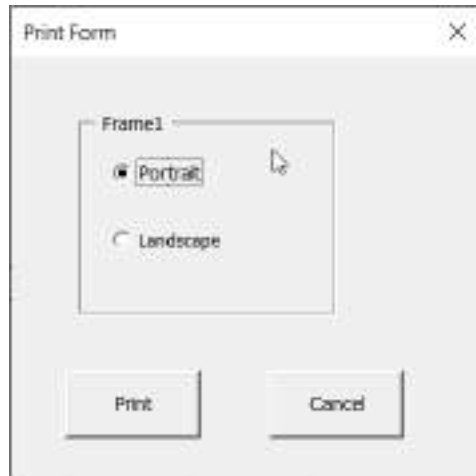 Print Form
Frame1
Portrait
Landscape
Print
Cancel